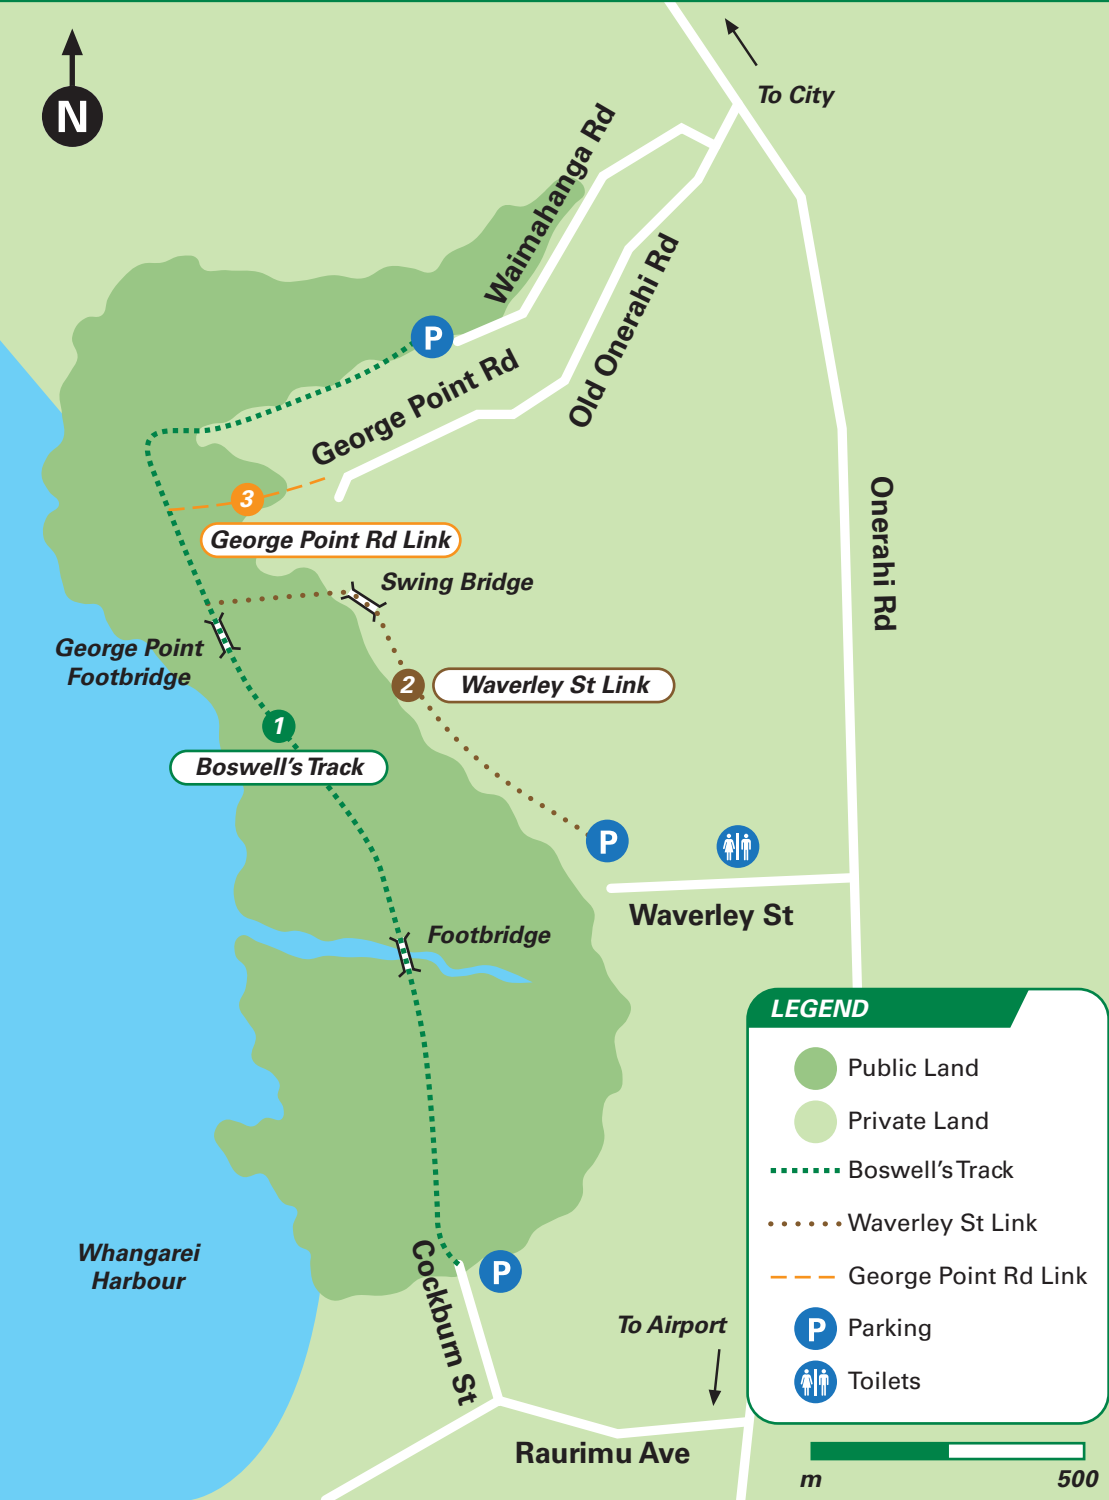 N
To City
Waimahanga Rd
Old Onerahi Rd
P
George Point Rd
3
George Point Rd Link
Onerahi Rd
Swing Bridge
George Point
Footbridge
2
Waverley St Link
1
Boswell's Track
P
Waverley St
Footbridge
LEGEND
Public Land
Private Land
Boswell's Track
Waverley St Link
George Point Rd Link
P
Parking
Toilets
Whangarei
Harbour
P
Cockburn St
To Airport
Raurimu Ave
m
500